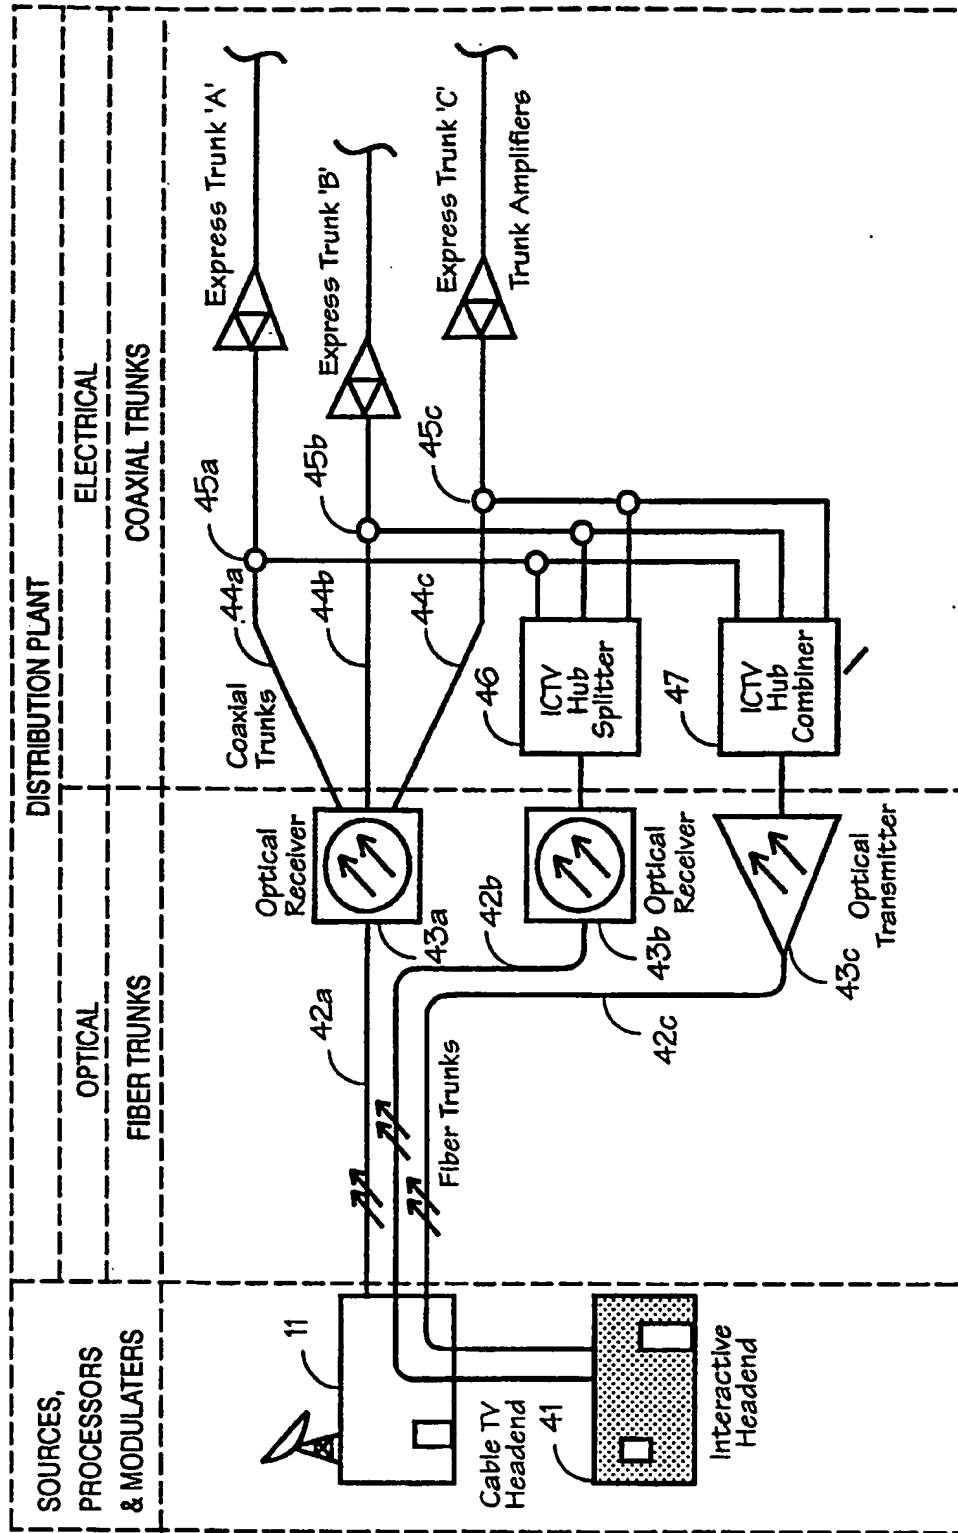 SOURCES,
PROCESSORS
& MODULATERS
DISTRIBUTION PLANT
OPTICAL
ELECTRICAL
FIBER TRUNKS
COAXIAL TRUNKS
11
Cable TV
Headend
41
Interactive
Headend
42a
Fiber Trunks
42b
42c
Optical
Receiver
43a
43b
Optical
Receiver
43c
Optical
Transmitter
Coaxial
Trunks
44a
44b
44c
45a
45b
45c
46
ICTV
Hub
Splitter
47
ICTV
Hub
Combiner
Express Trunk 'A'
Express Trunk 'B'
Express Trunk 'C'
Trunk Amplifiers